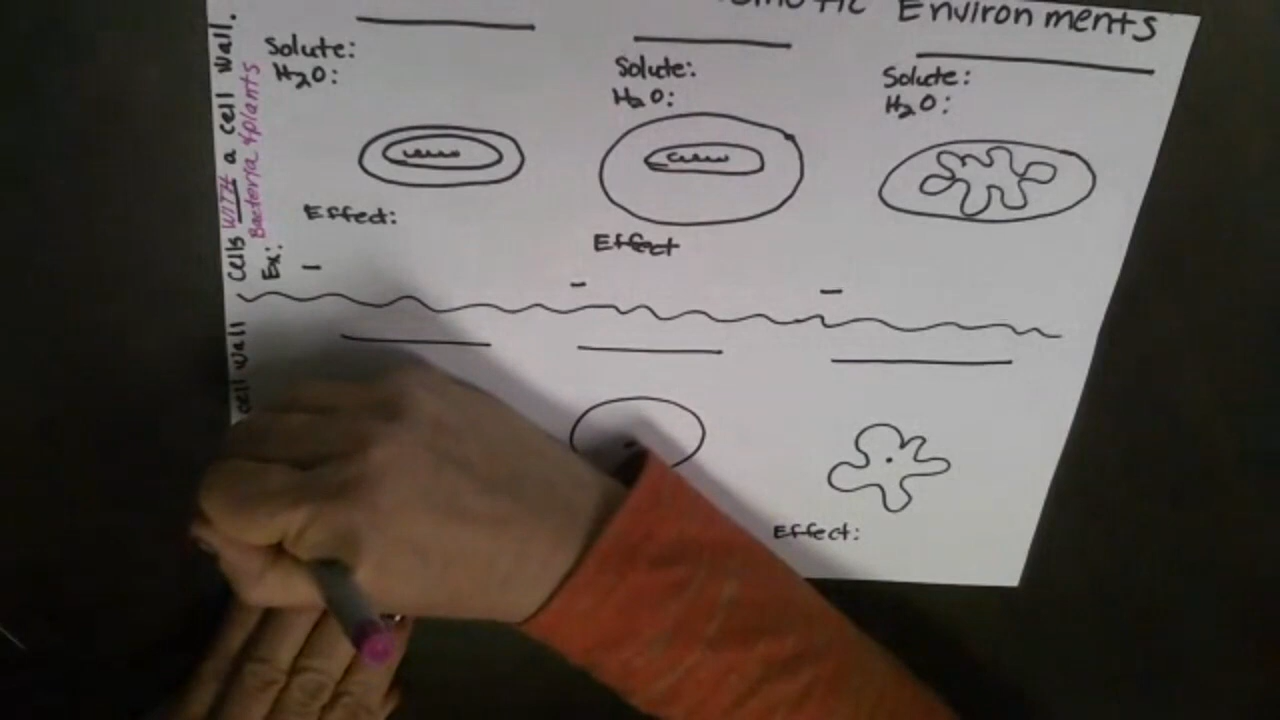 Environments
Solute:
H₂O:
Solute:
H₂O:
Solute:
H₂O:
Cells WITH a cell wall.
Ex: Bacteria & plants
Effect:
Effect
cell wall
Effect: